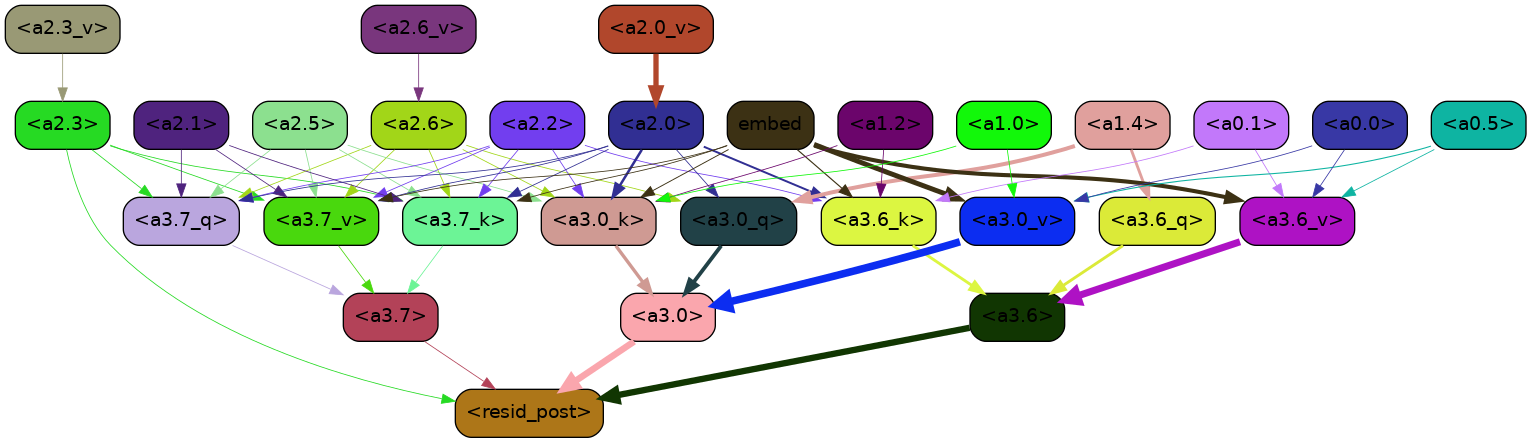 <a2.3_v> <a2.6_v> <a2.0_v>
<a2.3> <a2.1> <a2.5> <a2.6> <a2.2> <a2.0> embed <a1.2> <a1.0> <a1.4> <a0.1> <a0.0> <a0.5>
<a3.7_q> <a3.7_v> <a3.7_k> <a3.0_k> <a3.0_q> <a3.6_k> <a3.0_v> <a3.6_q> <a3.6_v>
<a3.7> <a3.0> <a3.6>
<resid_post>